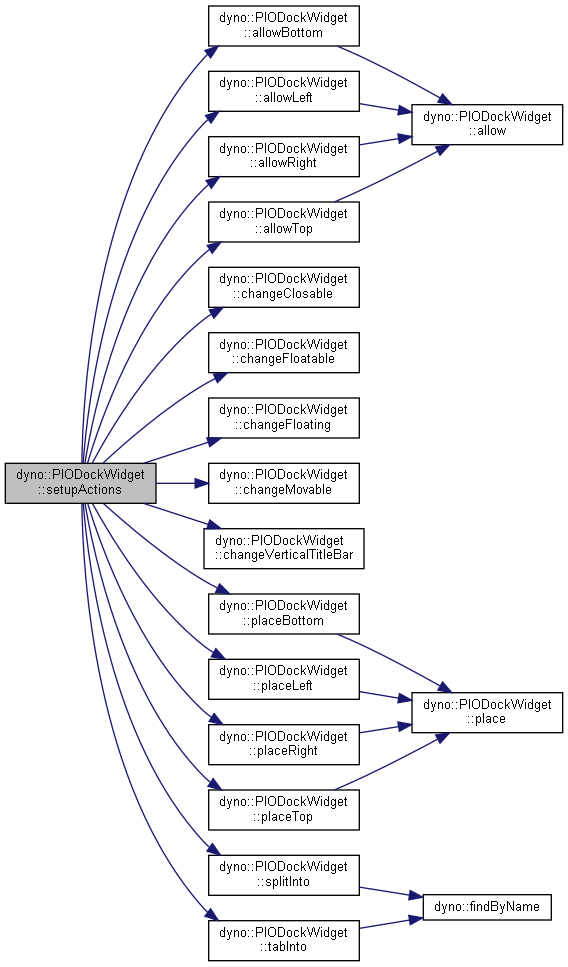 dyno::PIODockWidget
::setupActions
dyno::PIODockWidget
::allowBottom
dyno::PIODockWidget
::allowLeft
dyno::PIODockWidget
::allowRight
dyno::PIODockWidget
::allowTop
dyno::PIODockWidget
::allow
dyno::PIODockWidget
::changeClosable
dyno::PIODockWidget
::changeFloatable
dyno::PIODockWidget
::changeFloating
dyno::PIODockWidget
::changeMovable
dyno::PIODockWidget
::changeVerticalTitleBar
dyno::PIODockWidget
::placeBottom
dyno::PIODockWidget
::placeLeft
dyno::PIODockWidget
::placeRight
dyno::PIODockWidget
::placeTop
dyno::PIODockWidget
::place
dyno::PIODockWidget
::splitInto
dyno::PIODockWidget
::tabInto
dyno::findByName